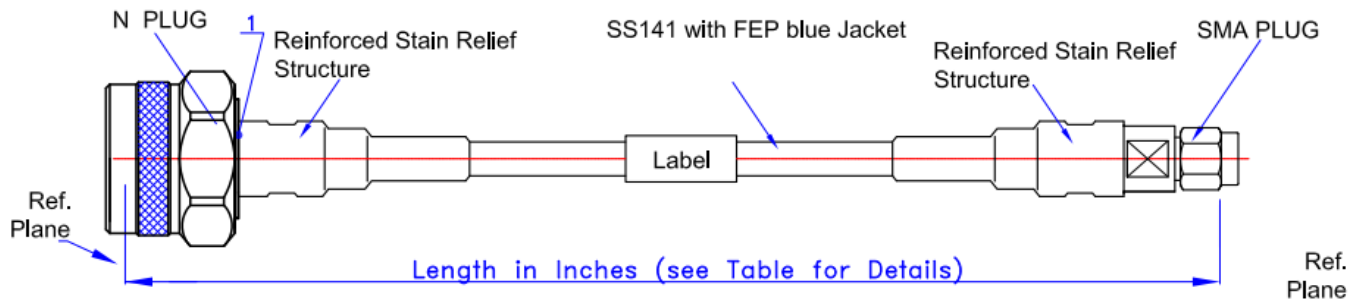 N PLUG
1
Reinforced Stain Relief
Structure
SS141 with FEP blue Jacket
Reinforced Stain Relief
Structure
SMA PLUG
Label
Ref.
Plane
Length in Inches (see Table for Details)
Ref.
Plane